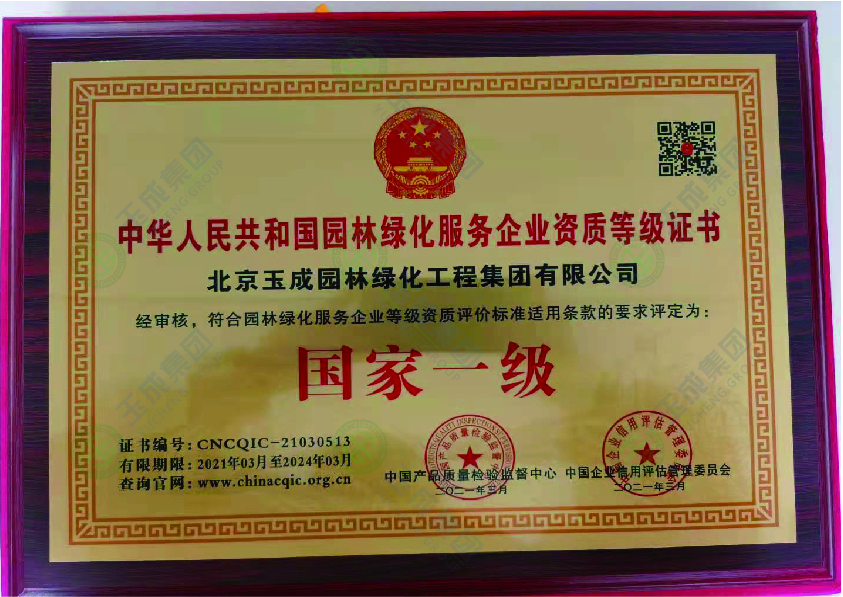 中华人民共和国园林绿化服务企业资质等级证书
北京玉成园林绿化工程集团有限公司
经审核，符合园林绿化服务企业等级资质评价标准适用条款的要求评定为：
国家一级
证书编号：CNCQIC-21030513
有限期限：2021年03月至2024年03月
查询官网：www.chinacqic.org.cn
中国产品质量检验监督中心 中国企业信用评估管理委员会
二〇二一年三月 二〇二一年三月
玉成集团